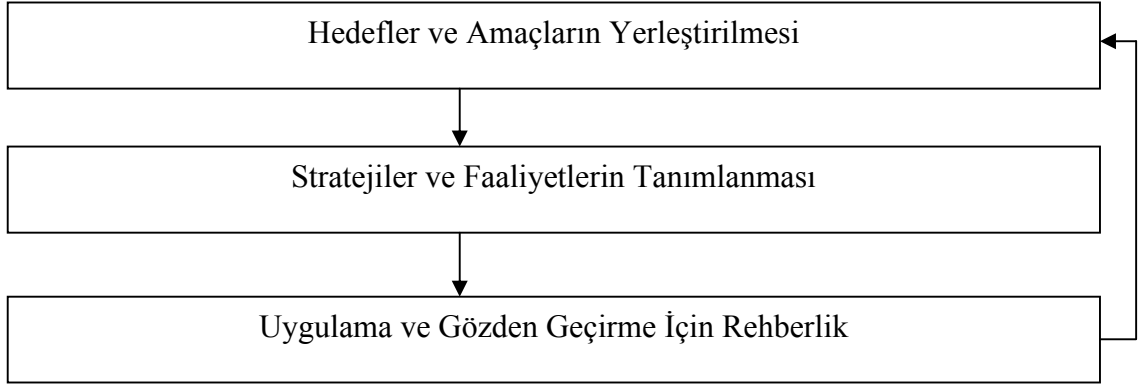 Hedefler ve Amaçların Yerleştirilmesi
Stratejiler ve Faaliyetlerin Tanımlanması
Uygulama ve Gözden Geçirme İçin Rehberlik